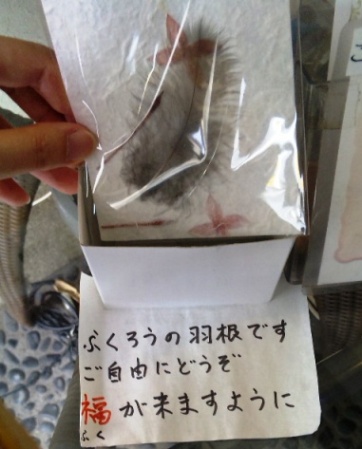 ふくろうの羽根です
ご自由にどうぞ
福が来ますように
ふく